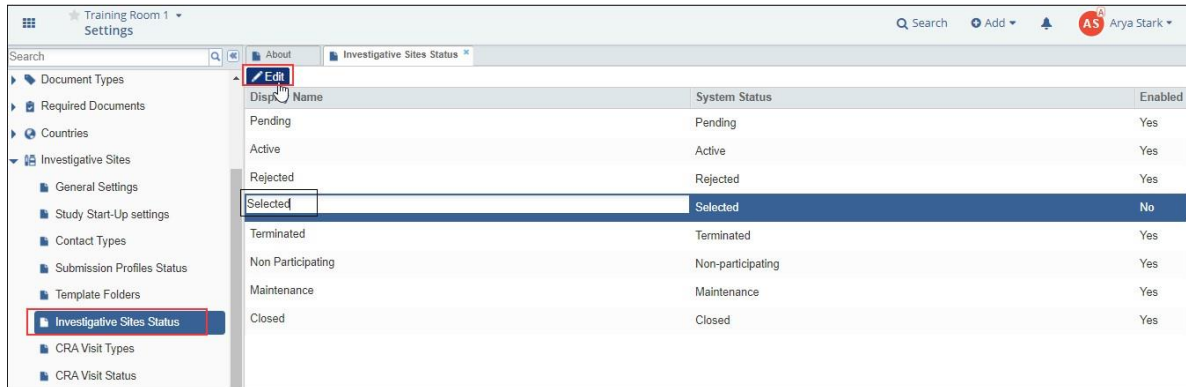 Training Room 1
Settings
Search
Add
A
AS
Arya Stark
Search
About
Investigative Sites Status
Document Types
Required Documents
Countries
Investigative Sites
General Settings
Study Start-Up settings
Contact Types
Submission Profiles Status
Template Folders
Investigative Sites Status
CRA Visit Types
CRA Visit Status
Edit
Display Name System Status Enabled
Pending Pending Yes
Active Active Yes
Rejected Rejected Yes
Selected Selected No
Terminated Terminated Yes
Non Participating Non-participating Yes
Maintenance Maintenance Yes
Closed Closed Yes